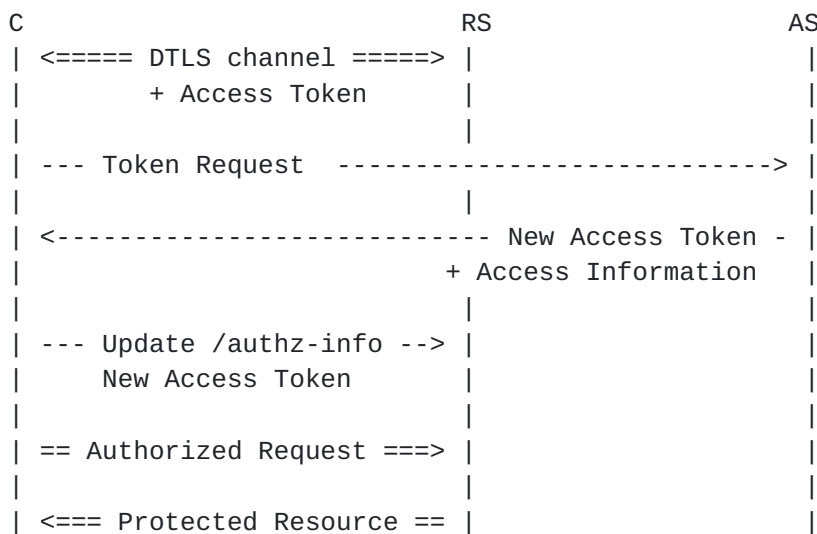 C                            RS                   AS
| <===== DTLS channel =====> |                     |
|        + Access Token      |                     |
|                            |                     |
| --- Token Request  ----------------------------> |
|                            |                     |
| <---------------------------- New Access Token - |
|                           + Access Information   |
|                            |                     |
| --- Update /authz-info --> |                     |
|     New Access Token       |                     |
|                            |                     |
| == Authorized Request ===> |                     |
|                            |                     |
| <=== Protected Resource == |                     |